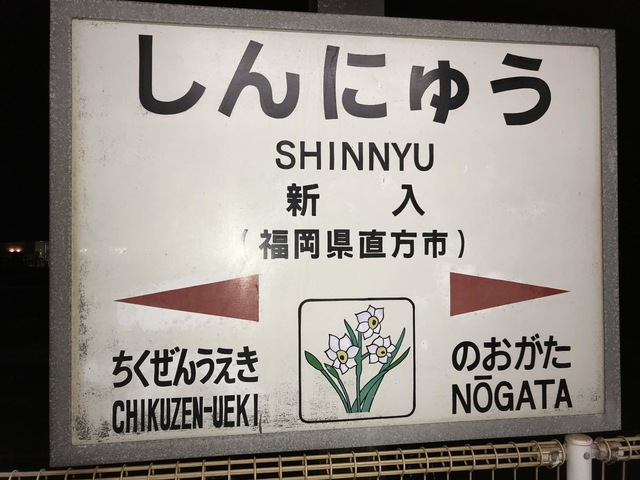 しんにゅう
SHINNYU
新入
(福岡県直方市)
ちくぜんうえき
CHIKUZEN-UEKI
のおがた
NŌGATA